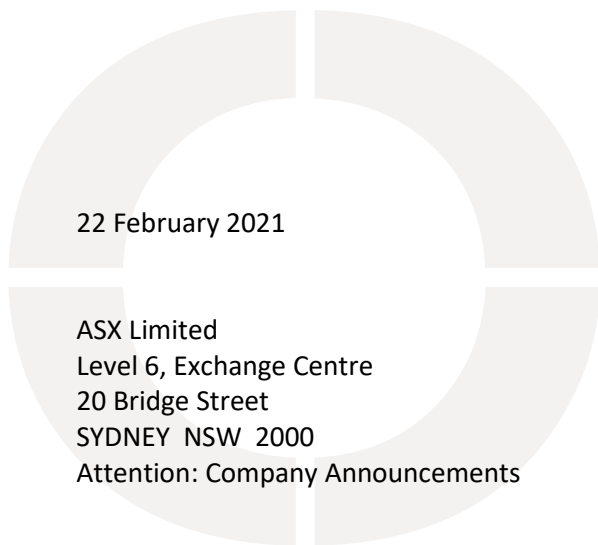 22 February 2021
ASX Limited
Level 6, Exchange Centre
20 Bridge Street
SYDNEY  NSW  2000
Attention: Company Announcements